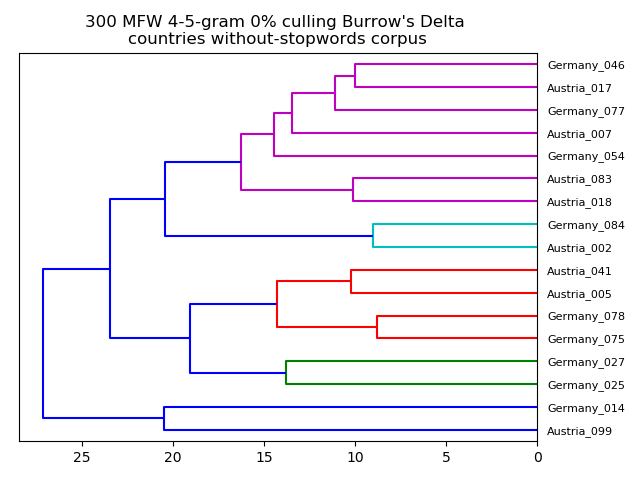 300 MFW 4-5-gram 0% culling Burrow's Delta
countries without-stopwords corpus
Germany_046
Austria_017
Germany_077
Austria_007
Germany_054
Austria_083
Austria_018
Germany_084
Austria_002
Austria_041
Austria_005
Germany_078
Germany_075
Germany_027
Germany_025
Germany_014
Austria_099
25 20 15 10 5 0